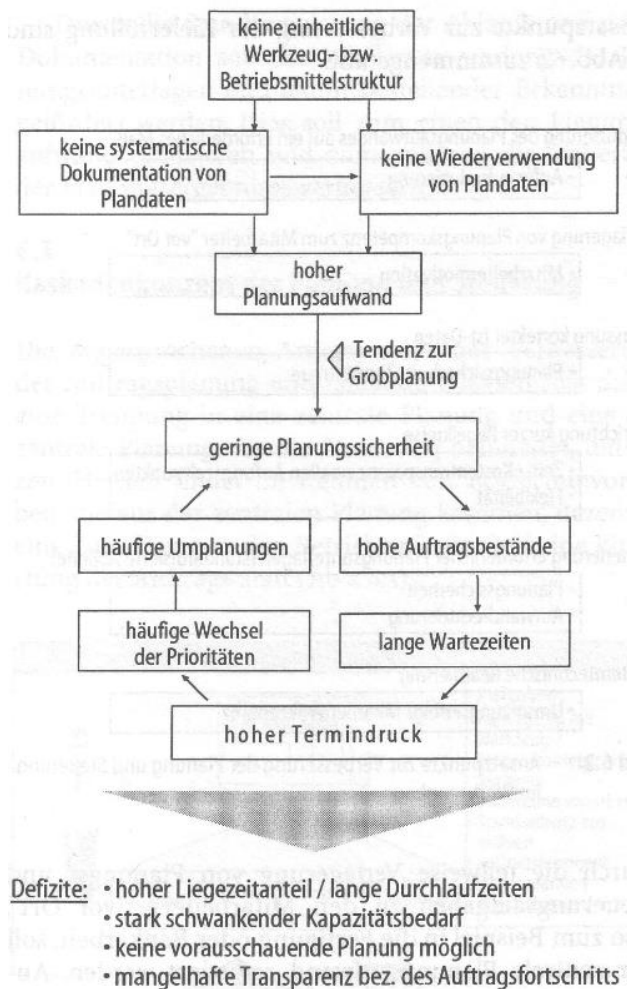 keine einheitliche
Werkzeug- bzw.
Betriebsmittelstruktur
keine systematische
Dokumentation von
Plandaten
keine Wiederverwendung
von Plandaten
hoher
Planungsaufwand
Tendenz zur
Grobplanung
geringe Planungssicherheit
häufige Umplanungen
hohe Auftragsbestände
häufige Wechsel
der Prioritäten
lange Wartezeiten
hoher Termindruck
Defizite: • hoher Liegezeitanteil / lange Durchlaufzeiten
• stark schwankender Kapazitätsbedarf
• keine vorausschauende Planung möglich
• mangelhafte Transparenz bez. des Auftragsfortschritts